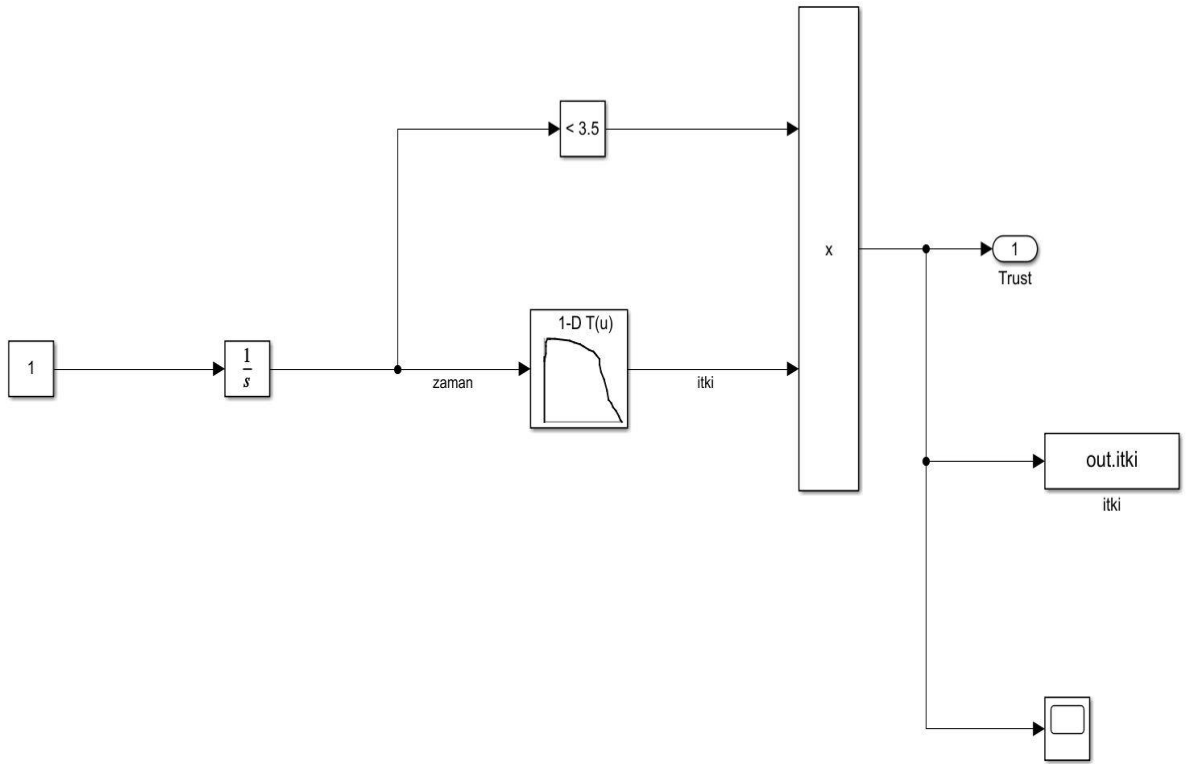 < 3.5
x
1
Trust
1-D T(u)
1
1
s
zaman
itki
out.itki
itki